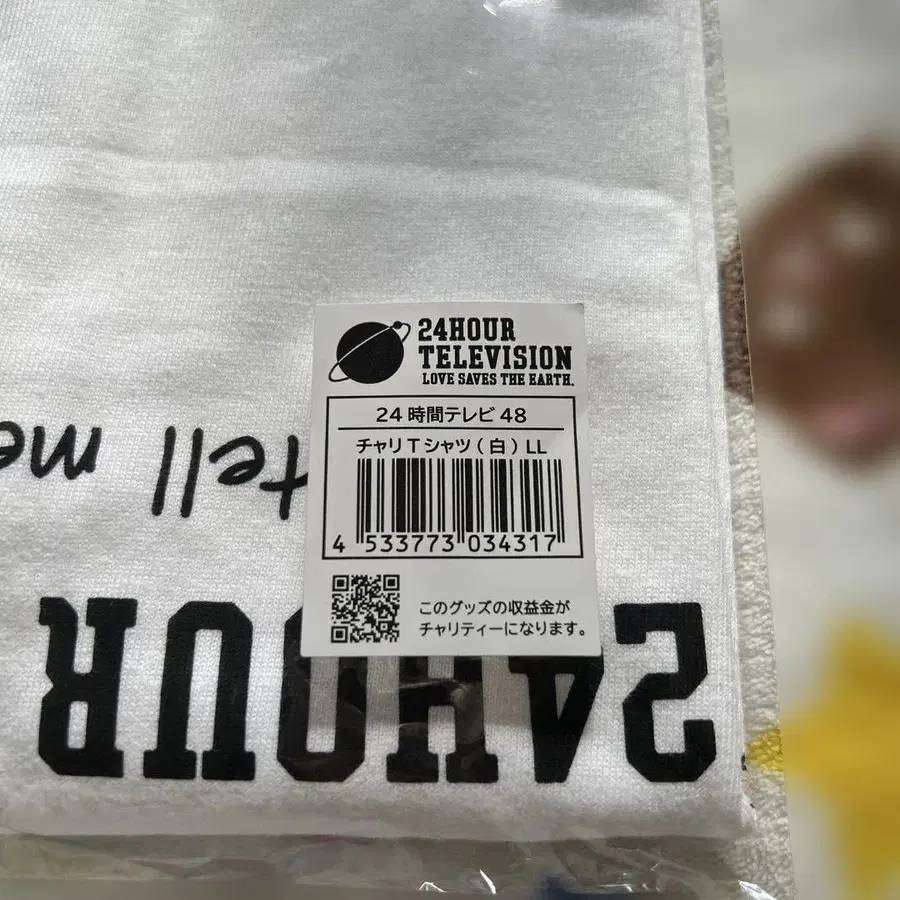 24HOUR
TELEVISION
LOVE SAVES THE EARTH.
24時間テレビ48
チャリTシャツ(白)LL
4 533773 034317
このグッズの収益金が
チャリティーになります。
tell me
24HOUR